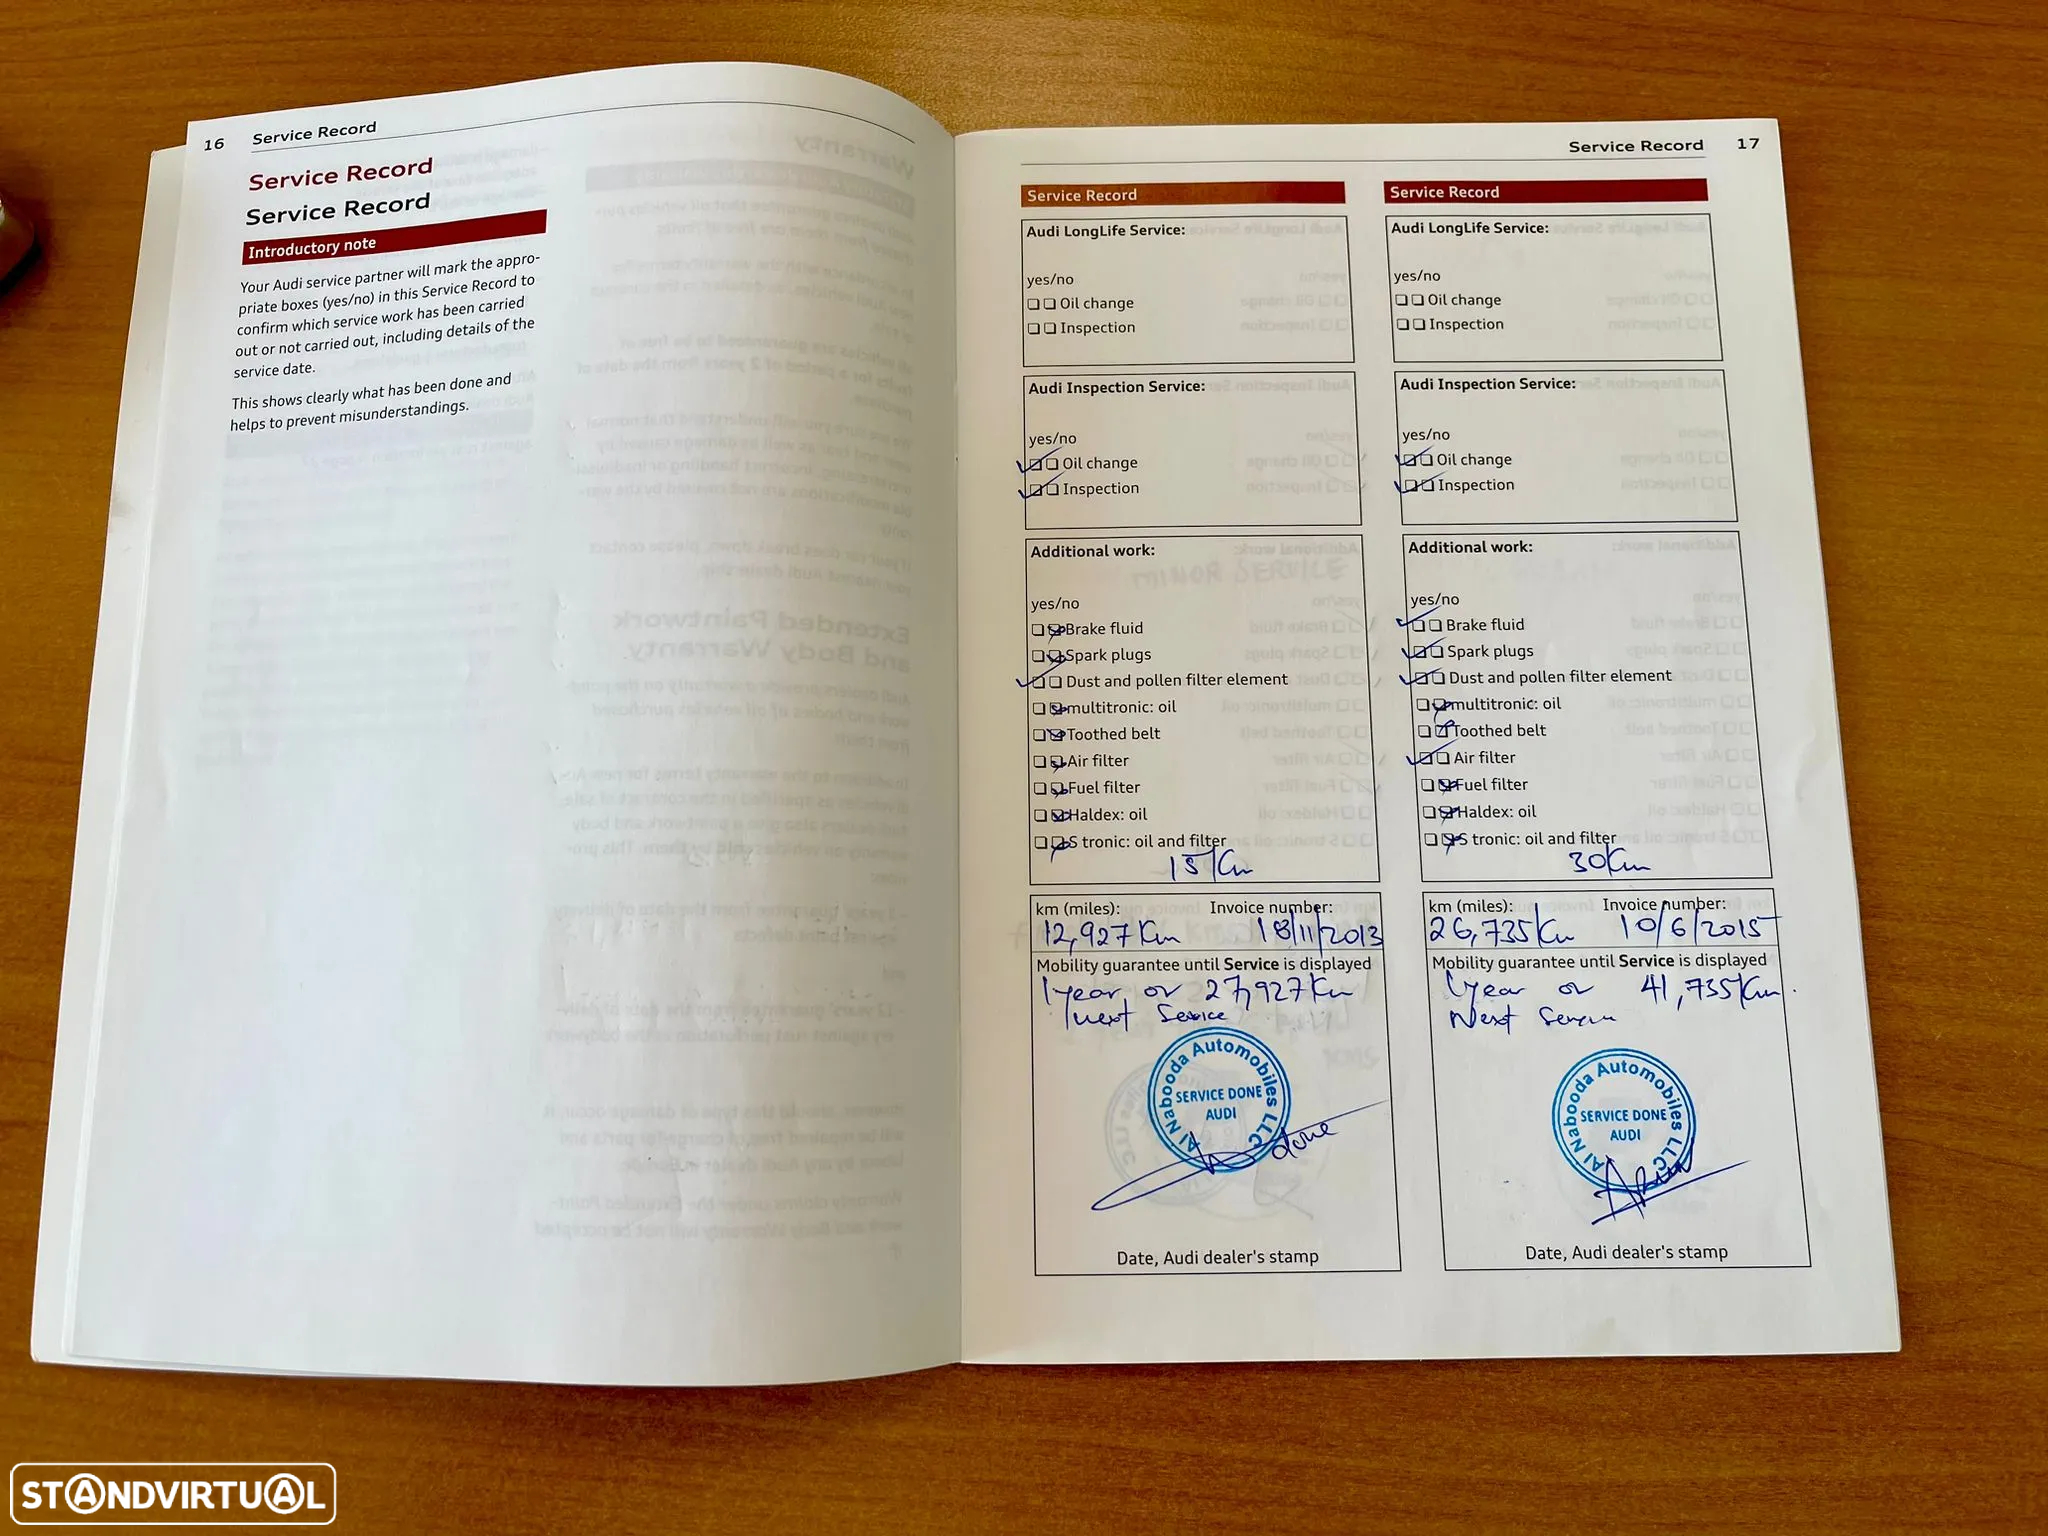 16 Service Record
Service Record
Service Record
Introductory note
Your Audi service partner will mark the appro-
priate boxes (yes/no) in this Service Record to
confirm which service work has been carried
out or not carried out, including details of the
service date.
This shows clearly what has been done and
helps to prevent misunderstandings.
Service Record 17
Service Record
Audi LongLife Service:
yes/no
Oil change
Inspection
Audi Inspection Service:
yes/no
Oil change
Inspection
Additional work:
yes/no
Brake fluid
Spark plugs
Dust and pollen filter element
multitronic: oil
Toothed belt
Air filter
Fuel filter
Haldex: oil
S tronic: oil and filter
15/Km
km (miles): Invoice number:
12,927 Km 18/11/2013
Mobility guarantee until Service is displayed
1 year or 27,927 Km
next Service
Al Nabooda Automobiles LLC
SERVICE DONE
AUDI
done
Date, Audi dealer's stamp
Service Record
Audi LongLife Service:
yes/no
Oil change
Inspection
Audi Inspection Service:
yes/no
Oil change
Inspection
Additional work:
yes/no
Brake fluid
Spark plugs
Dust and pollen filter element
multitronic: oil
Toothed belt
Air filter
Fuel filter
Haldex: oil
S tronic: oil and filter
30/Km
km (miles): Invoice number:
26,735 Km 10/6/2015
Mobility guarantee until Service is displayed
1 year or 41,735 Km.
Next Service
Al Nabooda Automobiles LLC
SERVICE DONE
AUDI
Date, Audi dealer's stamp
STANDVIRTUAL